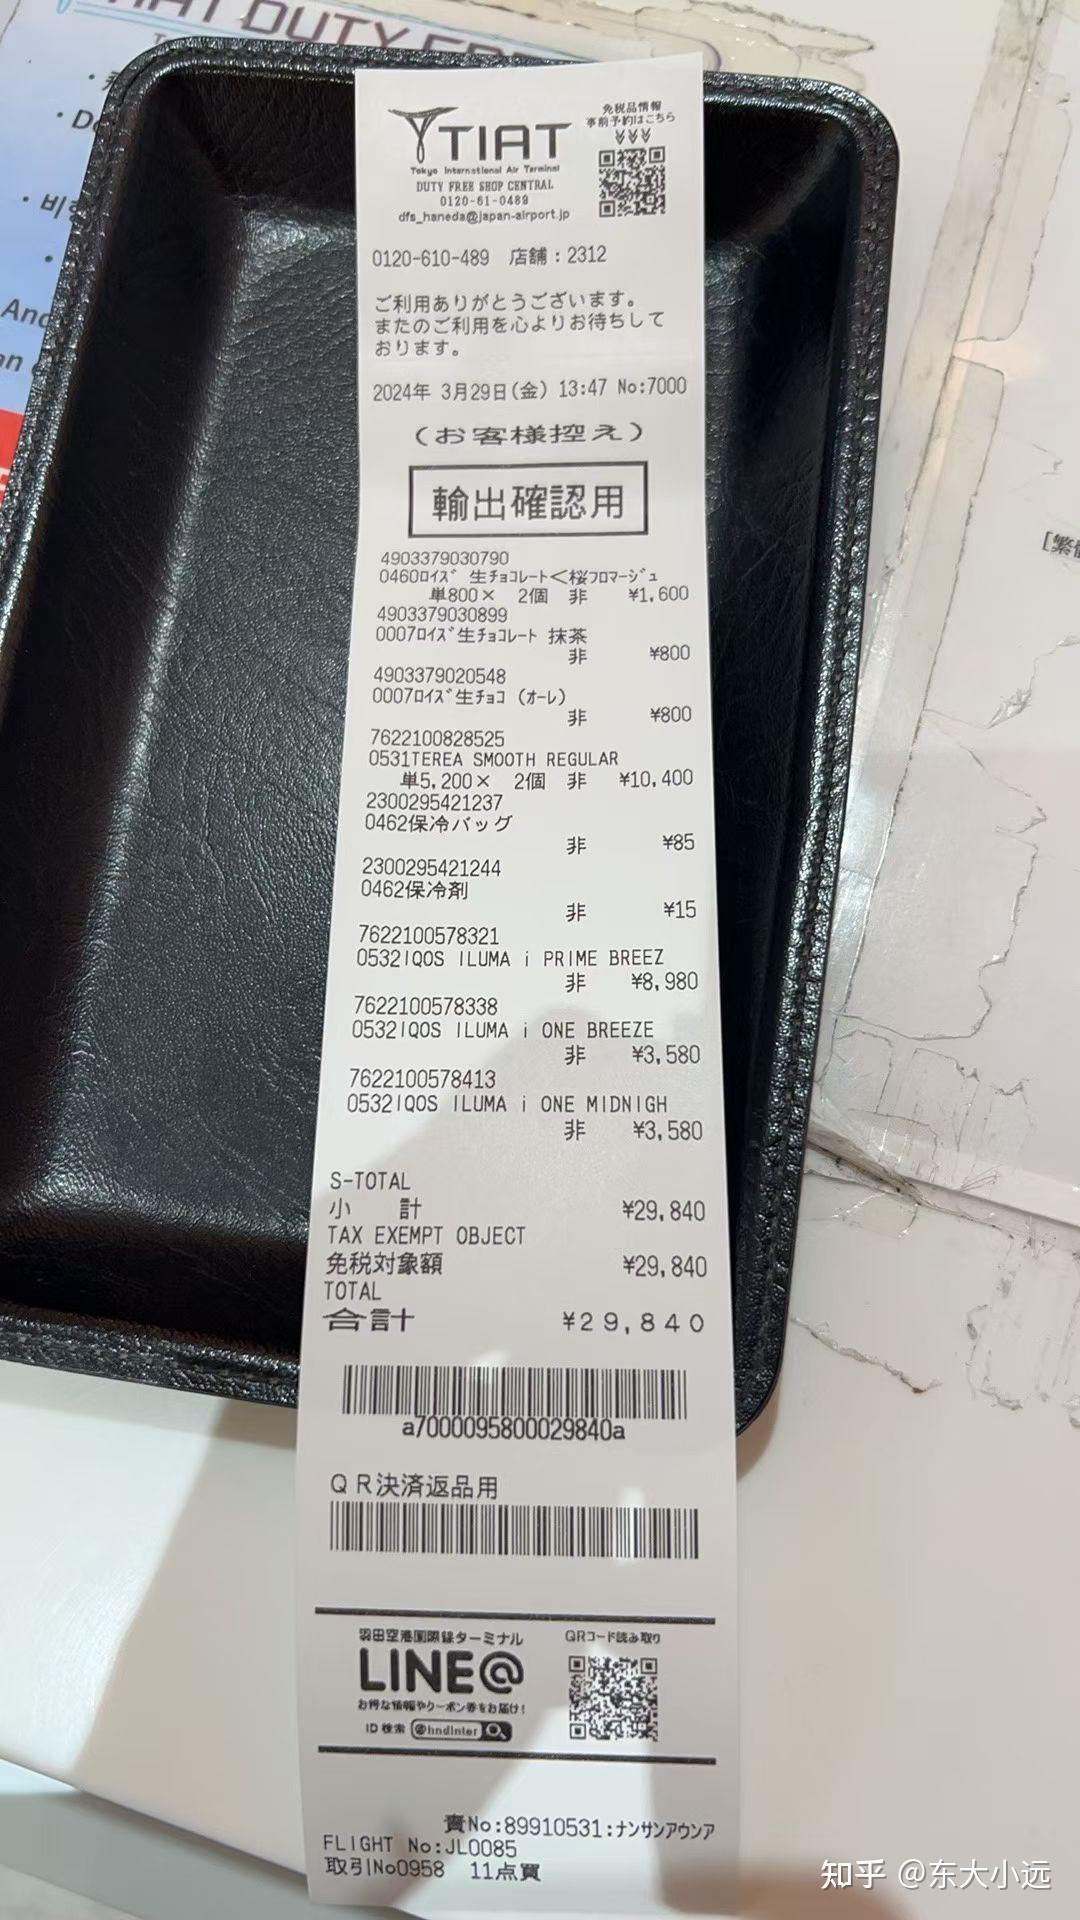 TIAT DUTY FREE
TIAT
Tokyo International Air Terminal
DUTY FREE SHOP CENTRAL
0120-61-0489
dfs_haneda@japan-airport.jp
免税品情報
事前予約はこちら
0120-610-489 店舗：2312
ご利用ありがとうございます。
またのご利用を心よりお待ちして
おります。
2024年 3月29日(金) 13:47 No:7000
(お客様控え)
輸出確認用
4903379030790
0460ﾛｲｽﾞ 生ﾁｮｺﾚｰﾄ<桜ﾌﾛﾏｰｼﾞｭ
単800× 2個 非 ¥1,600
4903379030899
0007ﾛｲｽﾞ生ﾁｮｺﾚｰﾄ 抹茶
非 ¥800
4903379020548
0007ﾛｲｽﾞ生ﾁｮｺ (ｵｰﾚ)
非 ¥800
7622100828525
0531TEREA SMOOTH REGULAR
単5,200× 2個 非 ¥10,400
2300295421237
0462保冷バッグ
非 ¥85
2300295421244
0462保冷剤
非 ¥15
7622100578321
0532IQOS ILUMA i PRIME BREEZ
非 ¥8,980
7622100578338
0532IQOS ILUMA i ONE BREEZE
非 ¥3,580
7622100578413
0532IQOS ILUMA i ONE MIDNIGH
非 ¥3,580
S-TOTAL
小 計 ¥29,840
TAX EXEMPT OBJECT
免税対象額 ¥29,840
TOTAL
合計 ¥29,840
a7000095800029840a
QR決済返品用
羽田空港国際線ターミナル
LINE@
お得な情報やクーポン券をお届け!
ID検索 @hndinter
QRコード読み取り
責No:89910531:ﾅﾝｻﾝｱｳﾝｱ
FLIGHT No:JL0085
取引No0958 11点買
[繁體
知乎 @东大小远